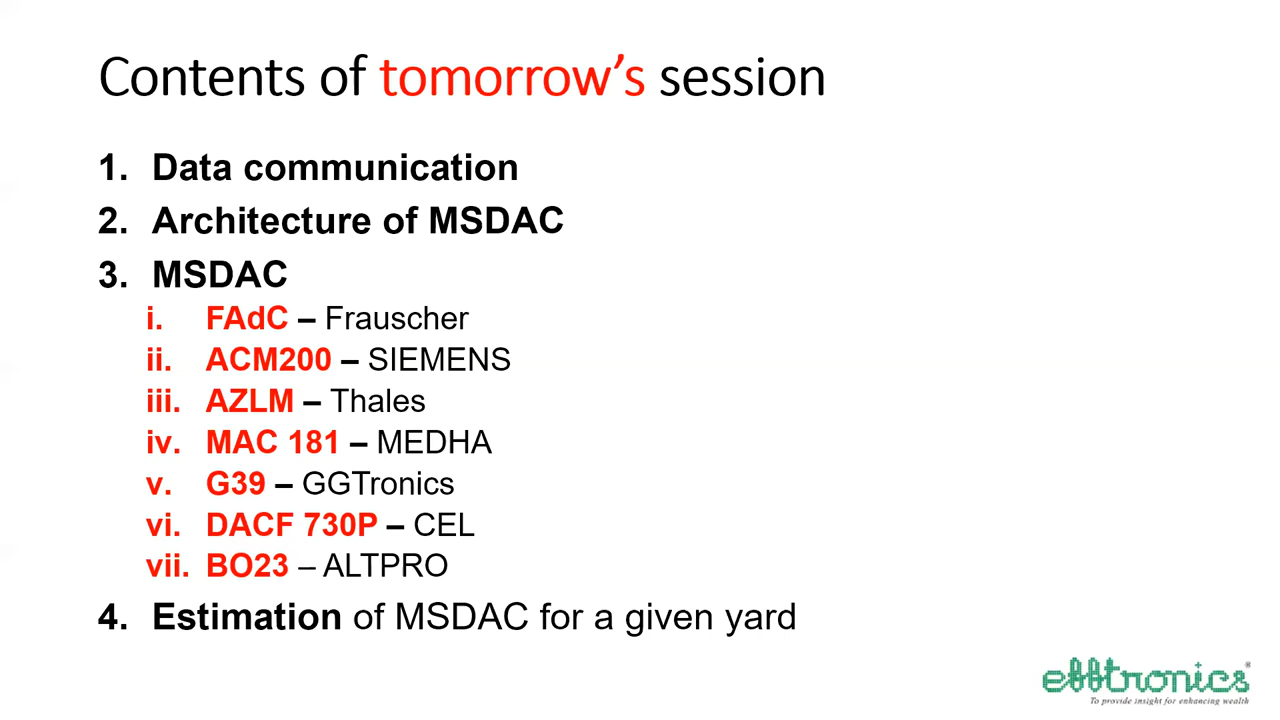 Contents of tomorrow’s session
1. Data communication
2. Architecture of MSDAC
3. MSDAC
i. FAdC – Frauscher
ii. ACM200 – SIEMENS
iii. AZLM – Thales
iv. MAC 181 – MEDHA
v. G39 – GGTronics
vi. DACF 730P – CEL
vii. BO23 – ALTPRO
4. Estimation of MSDAC for a given yard
efftronics®
To provide insight for enhancing wealth